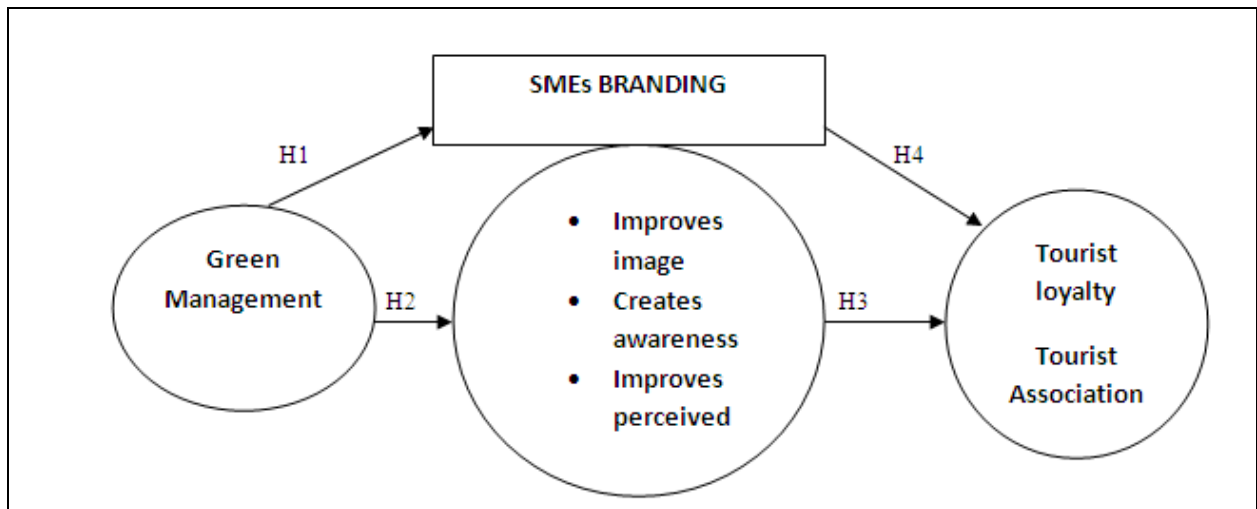 SMEs BRANDING
H1
H4
Green
Management
H2
• Improves
image
• Creates
awareness
• Improves
perceived
H3
Tourist
loyalty
Tourist
Association